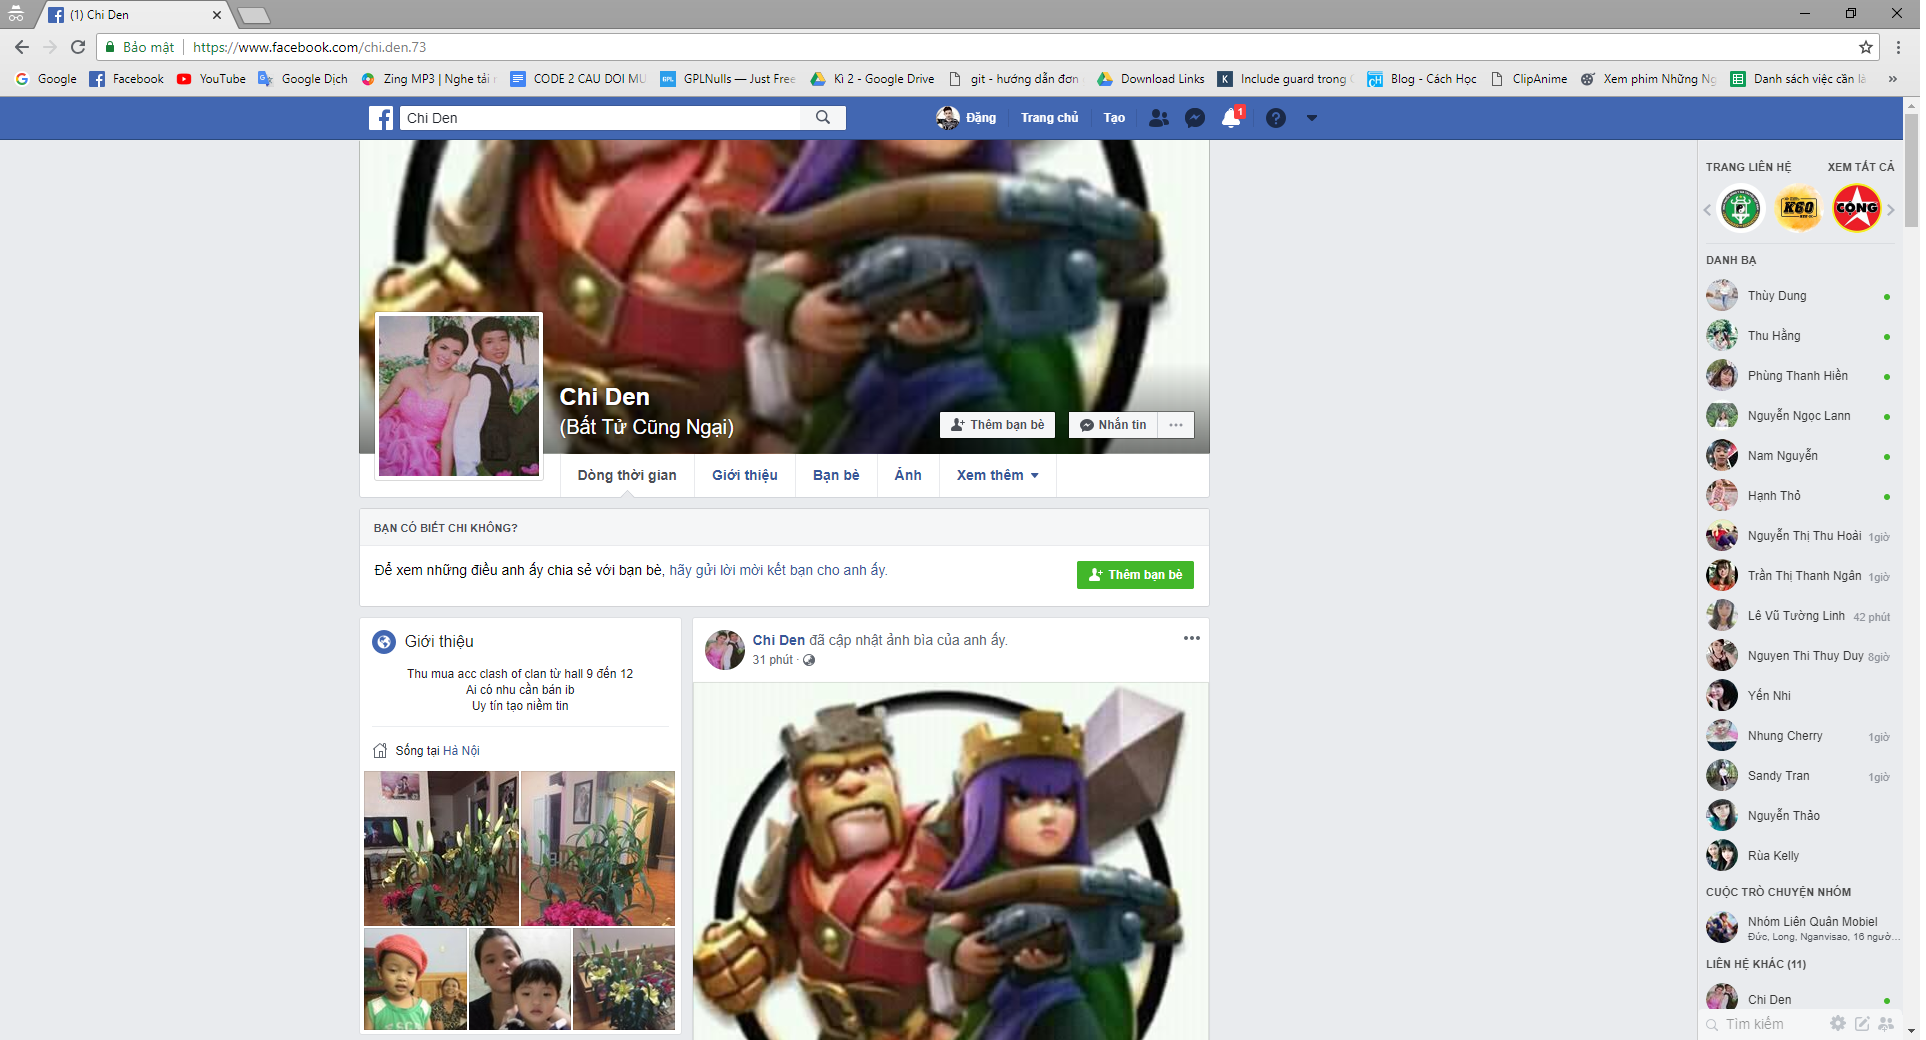 (1) Chi Den
Bảo mật
https://www.facebook.com/chi.den.73
Google
Facebook
YouTube
Google Dịch
Zing MP3 | Nghe tải
CODE 2 CAU DOI MU
GPLNulls — Just Free
Kì 2 - Google Drive
git - hướng dẫn đơn
Download Links
Include guard trong
Blog - Cách Học
ClipAnime
Xem phim Những Ng
Danh sách việc cần là
Chi Den
Đặng
Trang chủ
Tạo
1
Chi Den
(Bất Tử Cũng Ngại)
Thêm bạn bè
Nhắn tin
Dòng thời gian
Giới thiệu
Bạn bè
Ảnh
Xem thêm
BẠN CÓ BIẾT CHI KHÔNG?
Để xem những điều anh ấy chia sẻ với bạn bè, hãy gửi lời mời kết bạn cho anh ấy.
Thêm bạn bè
Giới thiệu
Thu mua acc clash of clan từ hall 9 đến 12
Ai có nhu cần bán ib
Uy tín tạo niềm tin
Sống tại Hà Nội
Chi Den đã cập nhật ảnh bìa của anh ấy.
31 phút
TRANG LIÊN HỆ
XEM TẤT CẢ
K60
CỘNG
DANH BẠ
Thùy Dung
Thu Hằng
Phùng Thanh Hiền
Nguyễn Ngọc Lann
Nam Nguyễn
Hạnh Thỏ
Nguyễn Thị Thu Hoài 1giờ
Trần Thị Thanh Ngân 1giờ
Lê Vũ Tường Linh 42 phút
Nguyen Thi Thuy Duy 8giờ
Yến Nhi
Nhung Cherry 1giờ
Sandy Tran 1giờ
Nguyễn Thảo
Rùa Kelly
CUỘC TRÒ CHUYỆN NHÓM
Nhóm Liên Quân Mobiel
Đức, Long, Nganvisao, 16 ngườ...
LIÊN HỆ KHÁC (11)
Chi Den
Tìm kiếm